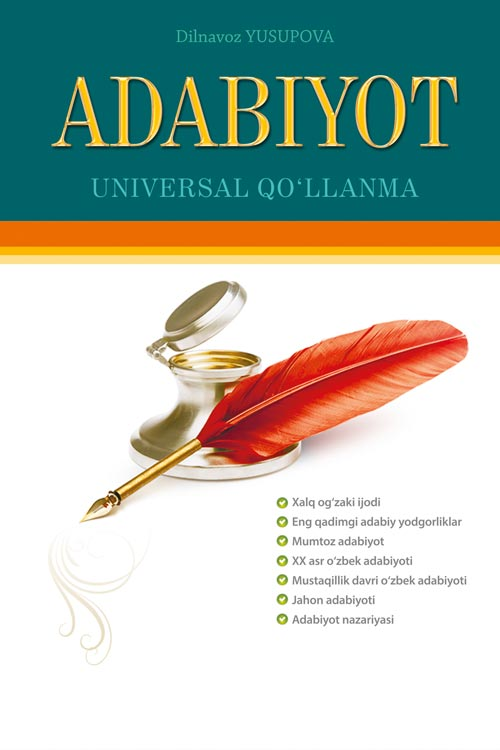 Dilnavoz YUSUPOVA
ADABIYOT
UNIVERSAL QO‘LLANMA
Xalq og‘zaki ijodi
Eng qadimgi adabiy yodgorliklar
Mumtoz adabiyot
XX asr o‘zbek adabiyoti
Mustaqillik davri o‘zbek adabiyoti
Jahon adabiyoti
Adabiyot nazariyasi